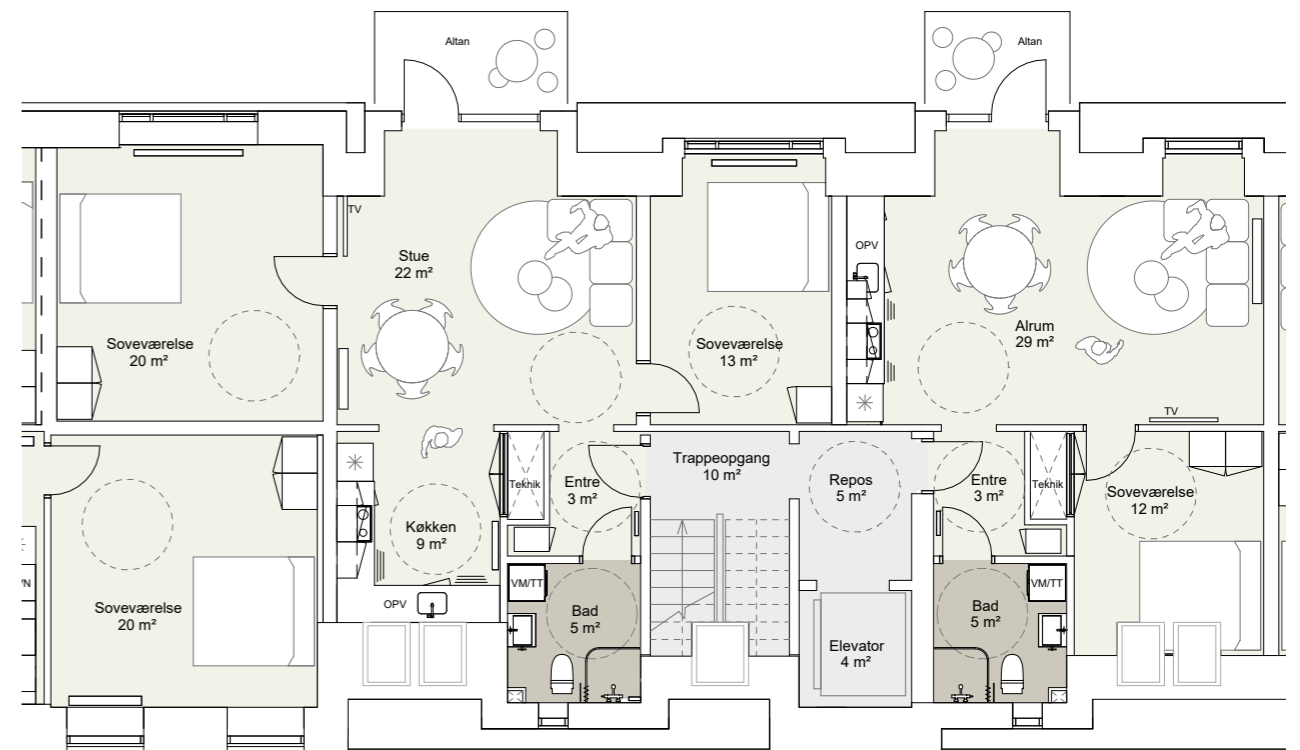 Altan
Altan
TV
Stue
22 m²
OPV
Alrum
29 m²
Soveværelse
20 m²
Soveværelse
13 m²
TV
Trappeopgang
10 m²
Teknik
Entre
3 m²
Repos
5 m²
Entre
3 m²
Teknik
Soveværelse
12 m²
Køkken
9 m²
VM/TT
VM/TT
Soveværelse
20 m²
OPV
Bad
5 m²
Bad
5 m²
Elevator
4 m²